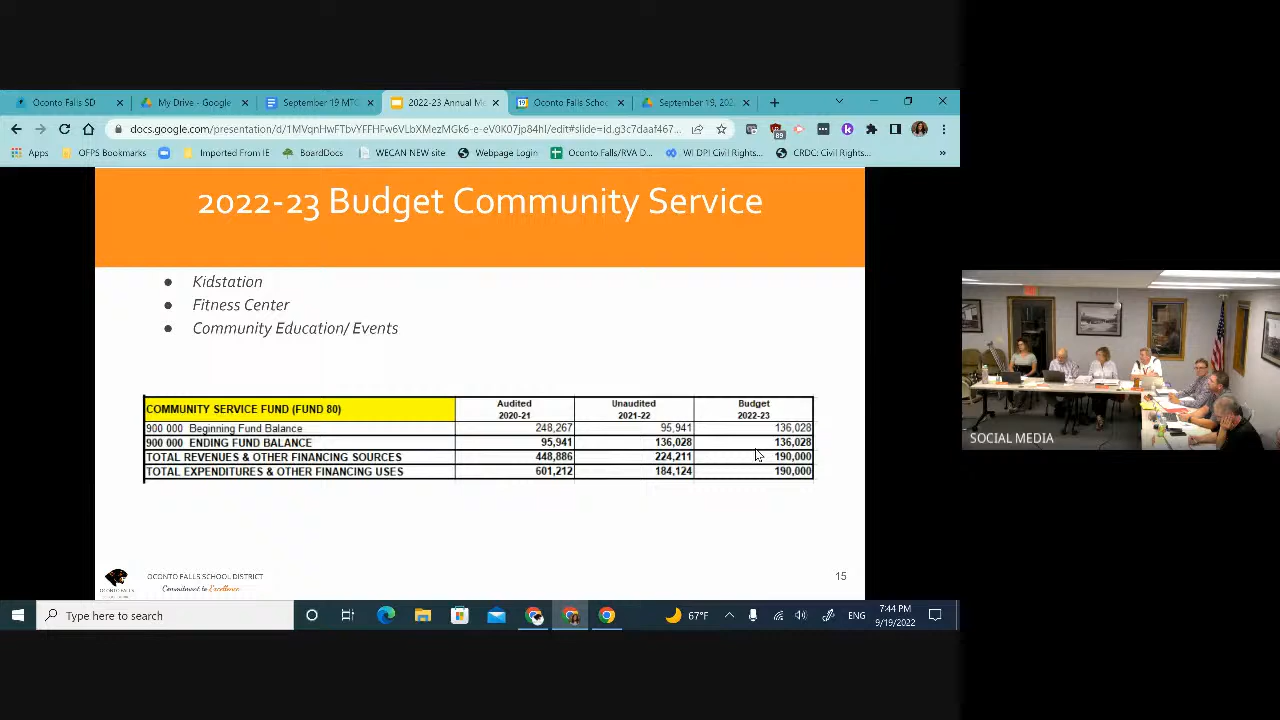 Oconto Falls SD
My Drive - Google
September 19 MTG
2022-23 Annual Me
Oconto Falls Schoo
September 19, 202
docs.google.com/presentation/d/1MVqnHwFTbvYFFHFw6VLbXMezMGk6-e-eV0K07jp84hI/edit#slide=id.g3c7daaf467...
89
Apps
OFPS Bookmarks
Imported From IE
BoardDocs
WECAN NEW site
Webpage Login
Oconto Falls/RVA D...
WI DPI Civil Rights...
CRDC: Civil Rights...
»
2022-23 Budget Community Service
● Kidstation
● Fitness Center
● Community Education/ Events
COMMUNITY SERVICE FUND (FUND 80) Audited 2020-21 Unaudited 2021-22 Budget 2022-23
900 000 Beginning Fund Balance 248,267 95,941 136,028
900 000 ENDING FUND BALANCE 95,941 136,028 136,028
TOTAL REVENUES & OTHER FINANCING SOURCES 448,886 224,211 190,000
TOTAL EXPENDITURES & OTHER FINANCING USES 601,212 184,124 190,000
SOCIAL MEDIA
OCONTO FALLS SCHOOL DISTRICT
Commitment to Excellence
15
Type here to search
67°F
ENG
7:44 PM
9/19/2022